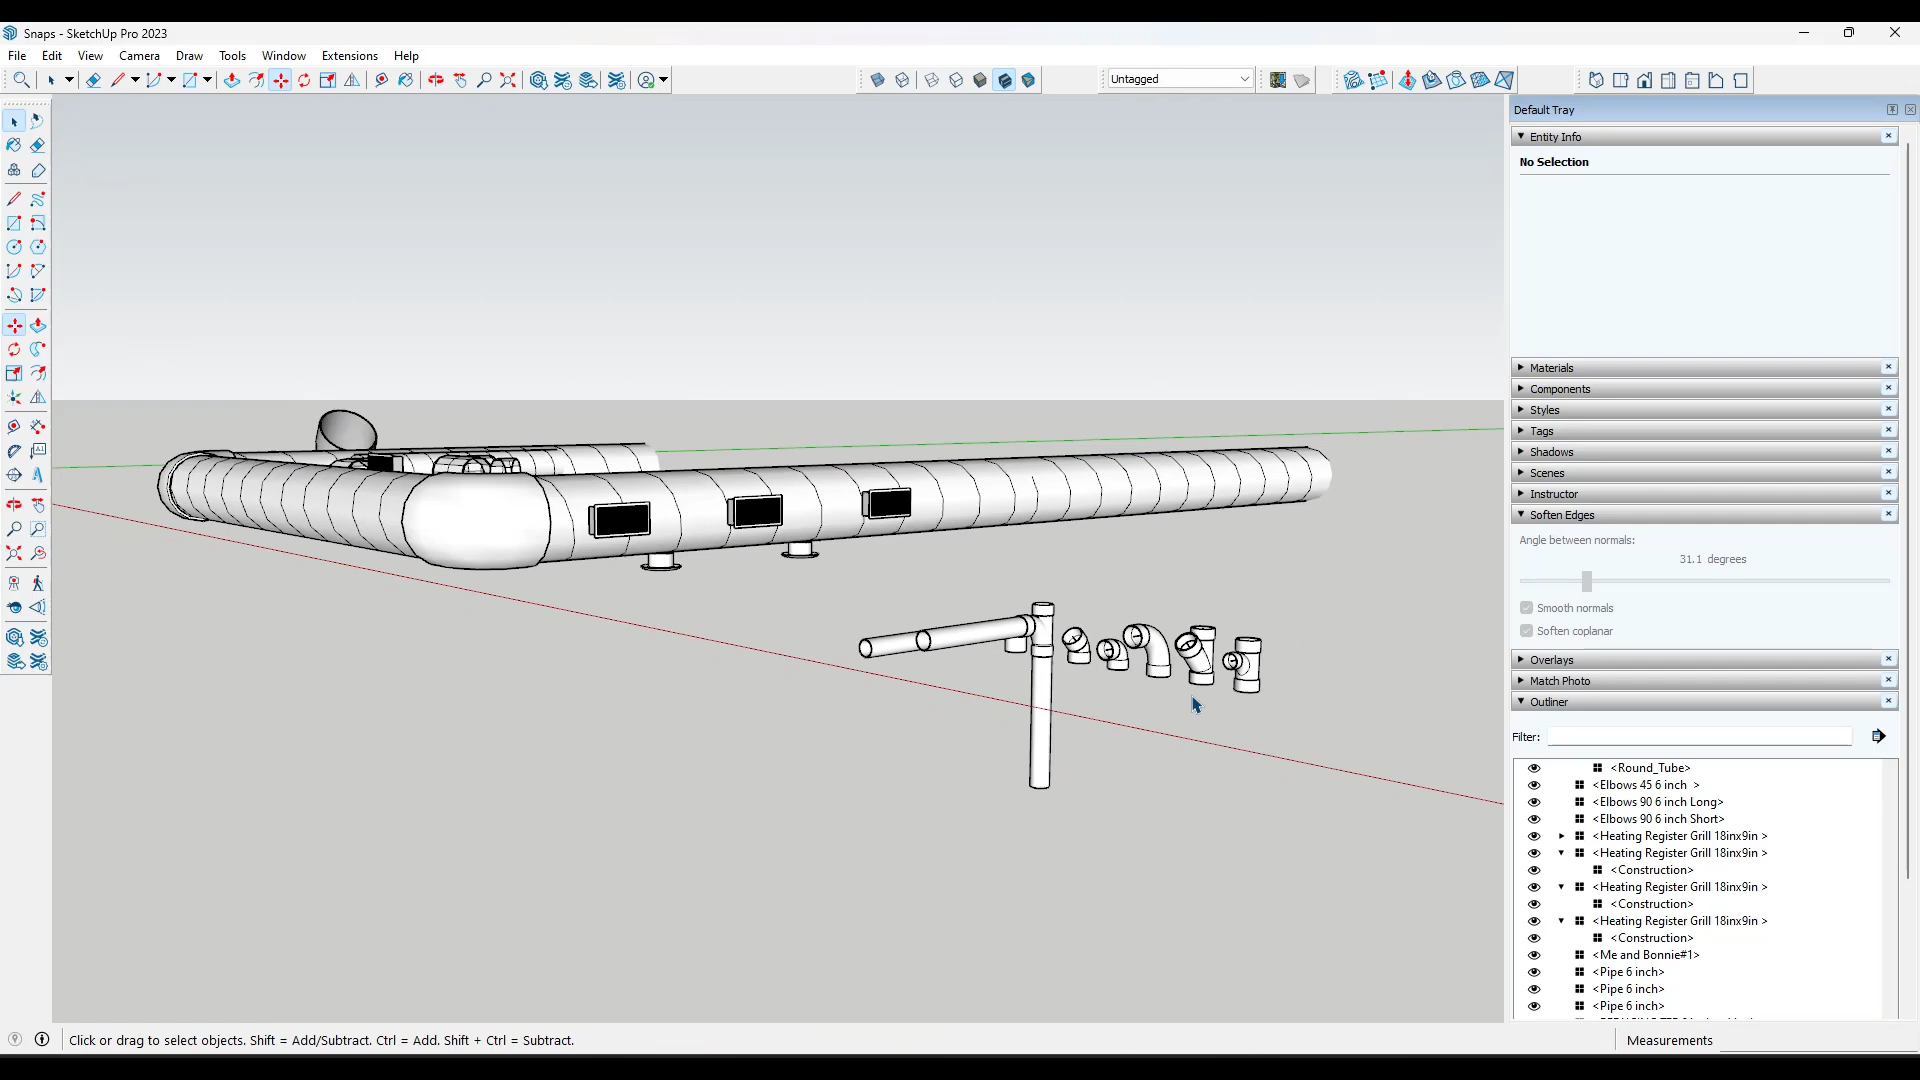 Snaps - SketchUp Pro 2023
File Edit View Camera Draw Tools Window Extensions Help
Untagged
Default Tray
Entity Info
No Selection
Materials
Components
Styles
Tags
Shadows
Scenes
Instructor
Soften Edges
Angle between normals:
31.1 degrees
Smooth normals
Soften coplanar
Overlays
Match Photo
Outliner
Filter:
<Round_Tube>
<Elbows 45 6 inch >
<Elbows 90 6 inch Long>
<Elbows 90 6 inch Short>
<Heating Register Grill 18inx9in >
<Heating Register Grill 18inx9in >
<Construction>
<Heating Register Grill 18inx9in >
<Construction>
<Heating Register Grill 18inx9in >
<Construction>
<Me and Bonnie#1>
<Pipe 6 inch>
<Pipe 6 inch>
<Pipe 6 inch>
Click or drag to select objects. Shift = Add/Subtract. Ctrl = Add. Shift + Ctrl = Subtract.
Measurements